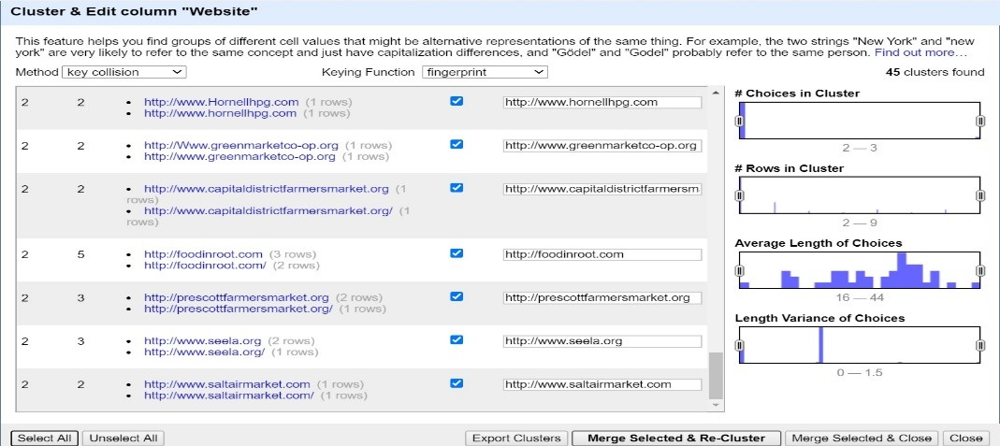 Cluster & Edit column "Website"
This feature helps you find groups of different cell values that might be alternative representations of the same thing. For example, the two strings "New York" and "new
york" are very likely to refer to the same concept and just have capitalization differences, and "Gödel" and "Godel" probably refer to the same person. Find out more...
Method key collision Keying Function fingerprint 45 clusters found
2 2 • http://www.Hornellhpg.com (1 rows) http://www.hornellhpg.com
• http://www.hornellhpg.com (1 rows)
2 2 • http://Www.greenmarketco-op.org (1 rows) http://www.greenmarketco-op.org
• http://www.greenmarketco-op.org (1 rows)
2 2 • http://www.capitaldistrictfarmersmarket.org (1 http://www.capitaldistrictfarmersm
rows)
• http://www.capitaldistrictfarmersmarket.org/ (1
rows)
2 5 • http://foodinroot.com (3 rows) http://foodinroot.com
• http://foodinroot.com/ (2 rows)
2 3 • http://prescottfarmersmarket.org (2 rows) http://prescottfarmersmarket.org
• http://prescottfarmersmarket.org/ (1 rows)
2 3 • http://www.seela.org (2 rows) http://www.seela.org
• http://www.seela.org/ (1 rows)
2 2 • http://www.saltairmarket.com (1 rows) http://www.saltairmarket.com
• http://www.saltairmarket.com/ (1 rows)
# Choices in Cluster
2 — 3
# Rows in Cluster
2 — 9
Average Length of Choices
16 — 44
Length Variance of Choices
0 — 1.5
Select All Unselect All Export Clusters Merge Selected & Re-Cluster Merge Selected & Close Close